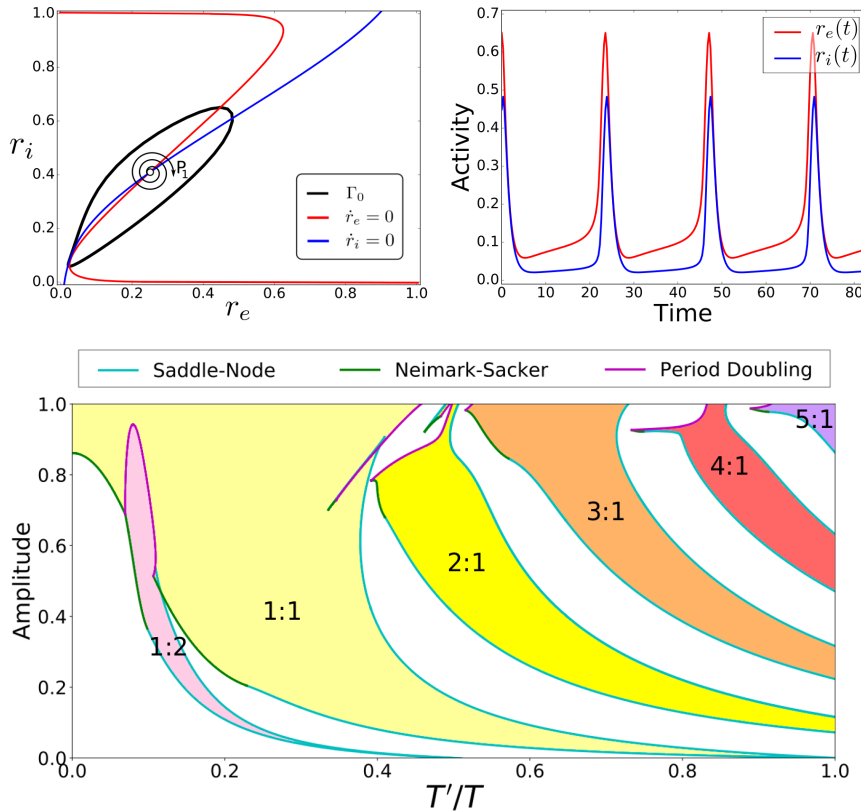 1.0
0.8
0.6
0.4
0.2
0.0
r_i
P_1
Γ_0
ṙ_e = 0
ṙ_i = 0
0.0 0.2 0.4 0.6 0.8 1.0
r_e
0.7
0.6
0.5
0.4
0.3
0.2
0.1
0.0
Activity
r_e(t)
r_i(t)
0 10 20 30 40 50 60 70 80
Time
Saddle-Node Neimark-Sacker Period Doubling
1.0
0.8
0.6
0.4
0.2
0.0
Amplitude
5:1
4:1
3:1
2:1
1:1
1:2
0.0 0.2 0.4 0.6 0.8 1.0
T'/T